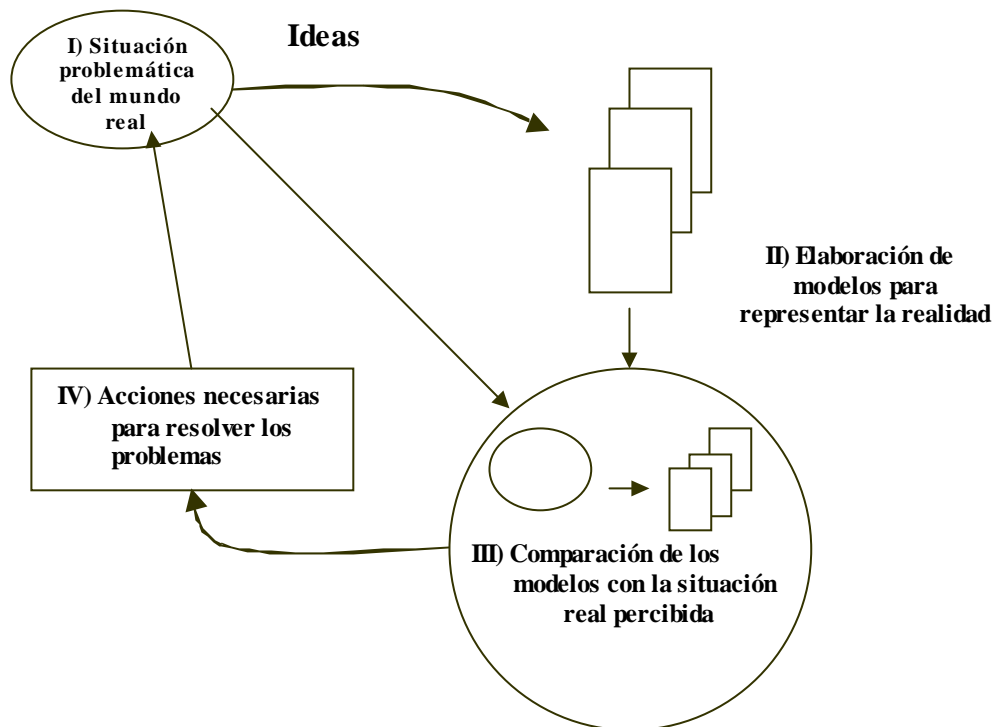 I) Situación
problemática
del mundo
real
Ideas
II) Elaboración de
modelos para
representar la realidad
IV) Acciones necesarias
para resolver los
problemas
III) Comparación de los
modelos con la situación
real percibida